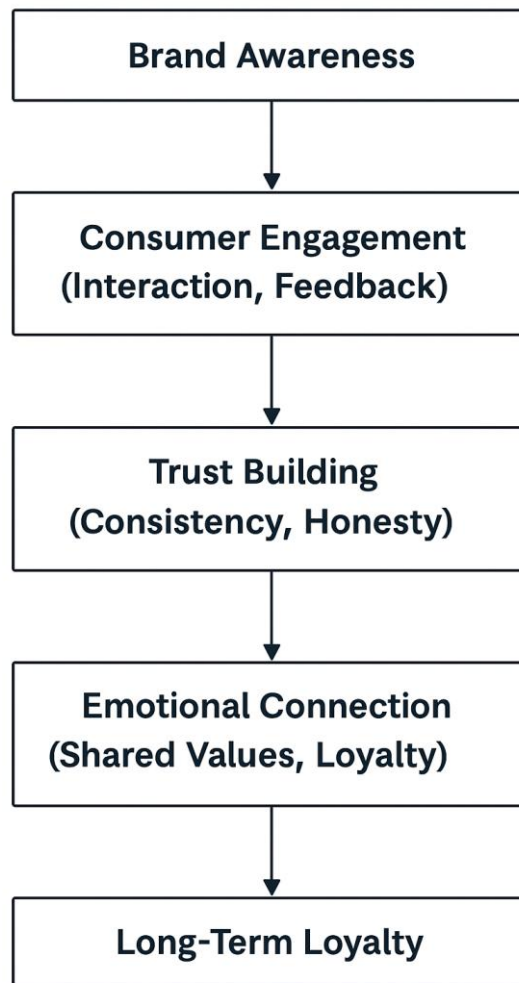 Brand Awareness
Consumer Engagement
(Interaction, Feedback)
Trust Building
(Consistency, Honesty)
Emotional Connection
(Shared Values, Loyalty)
Long-Term Loyalty